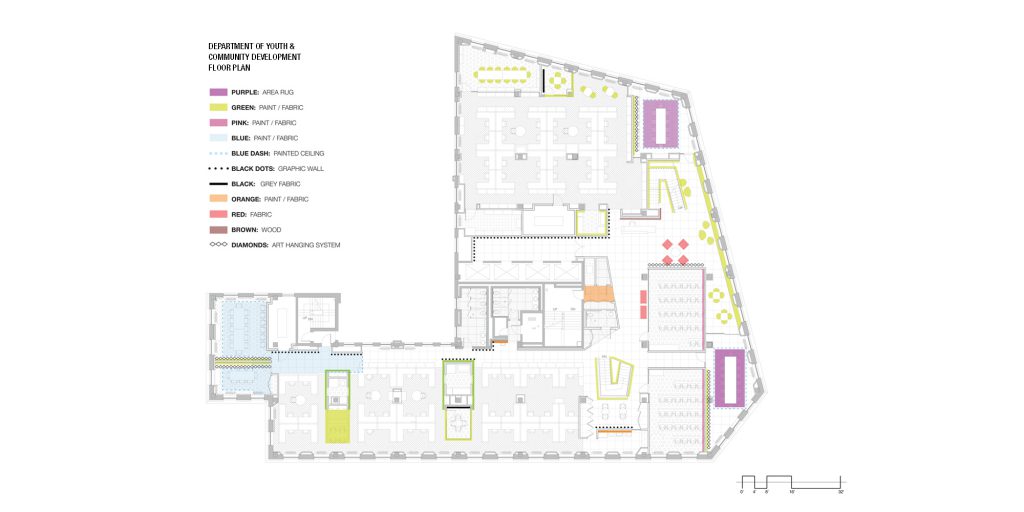 DEPARTMENT OF YOUTH &
COMMUNITY DEVELOPMENT
FLOOR PLAN
PURPLE: AREA RUG
GREEN: PAINT / FABRIC
PINK: PAINT / FABRIC
BLUE: PAINT / FABRIC
BLUE DASH: PAINTED CEILING
BLACK DOTS: GRAPHIC WALL
BLACK: GREY FABRIC
ORANGE: PAINT / FABRIC
RED: FABRIC
BROWN: WOOD
DIAMONDS: ART HANGING SYSTEM
0' 4' 8' 16' 32'